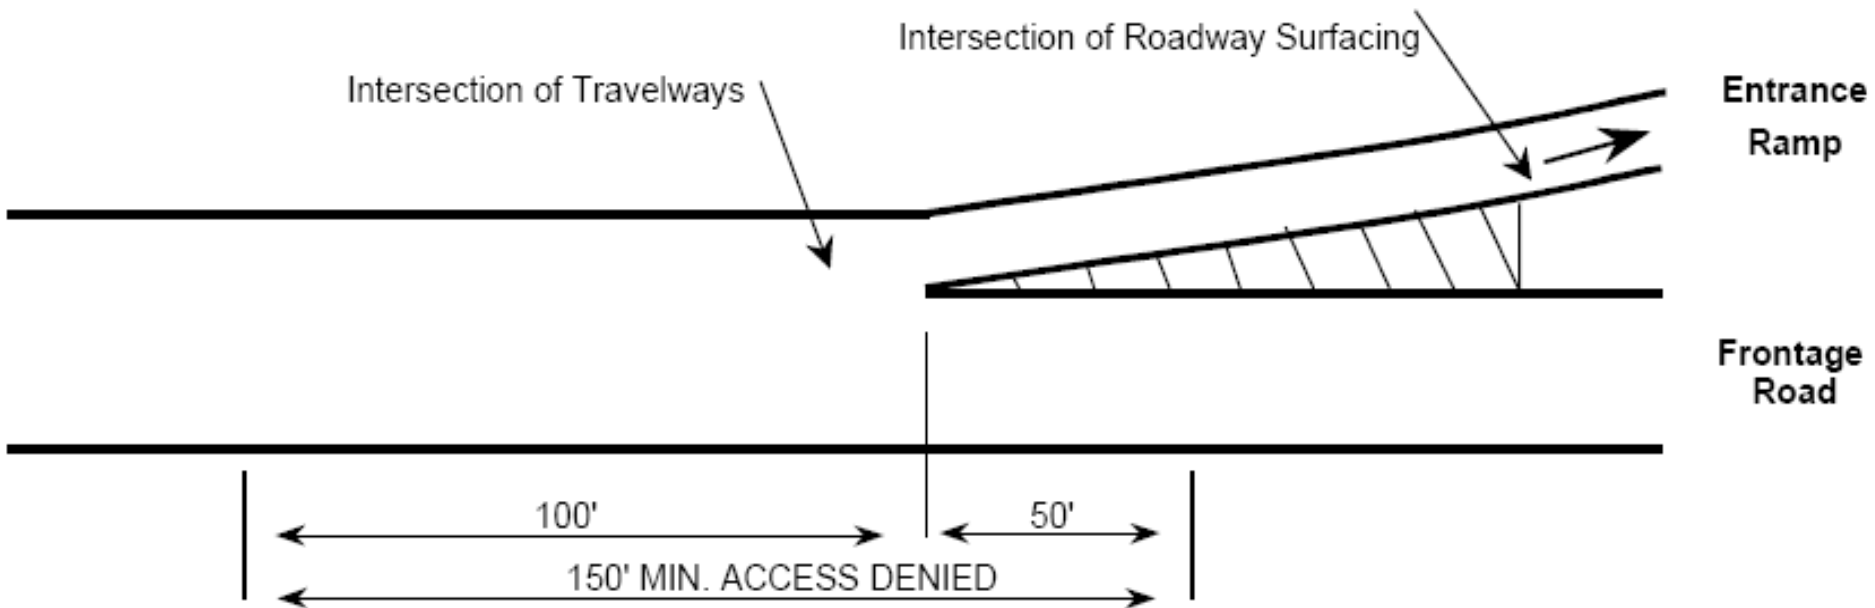 Intersection of Roadway Surfacing
Intersection of Travelways
Entrance
Ramp
Frontage
Road
100'
50'
150' MIN. ACCESS DENIED